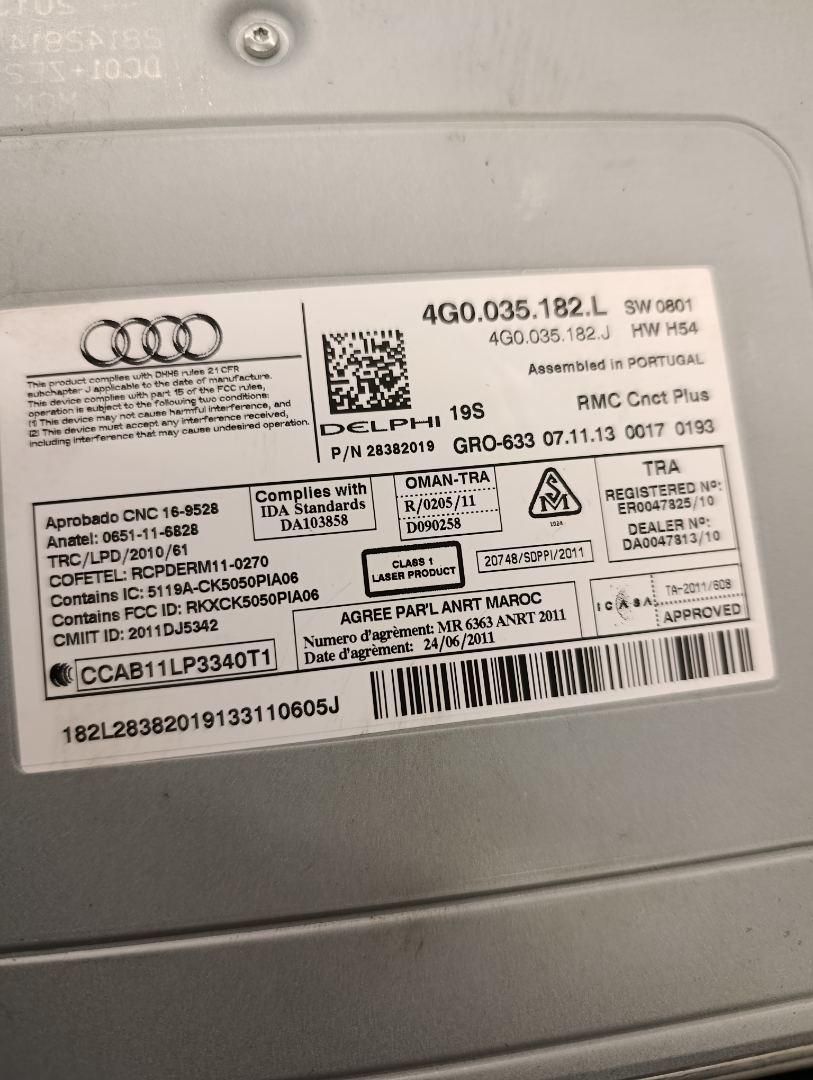 4G0.035.182.L SW 0801
4G0.035.182.J HW H54
Assembled in PORTUGAL
This product complies with DHHS rules 21 CFR
subchapter J applicable to the date of manufacture.
This device complies with part 15 of the FCC rules,
operation is subject to the following two conditions:
(1) This device may not cause harmful interference, and
(2) This device must accept any interference received,
including interference that may cause undesired operation.
DELPHI 19S
RMC Cnct Plus
P/N 28382019
GRO-633 07.11.13 0017 0193
Aprobado CNC 16-9528
Anatel: 0651-11-6828
TRC/LPD/2010/61
COFETEL: RCPDERM11-0270
Contains IC: 5119A-CK5050PIA06
Contains FCC ID: RKXCK5050PIA06
CMIIT ID: 2011DJ5342
CCAB11LP3340T1
Complies with
IDA Standards
DA103858
OMAN-TRA
R/0205/11
D090258
TRA
REGISTERED Nº:
ER0047825/10
DEALER Nº:
DA0047813/10
CLASS 1
LASER PRODUCT
20748/SDPPI/2011
AGREE PAR'L ANRT MAROC
Numero d'agrèment: MR 6363 ANRT 2011
Date d'agrèment: 24/06/2011
ICASA
TA-2011/608
APPROVED
182L28382019133110605J